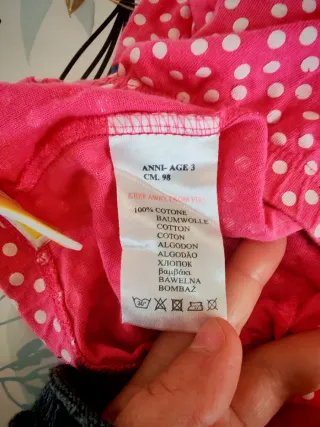 ANNI- AGE 3
CM. 98
KEEP AWAY FROM FIRE
100% COTONE
BAUMWOLLE
COTTON
COTON
ALGODON
ALGODÃO
ХЛОПОК
βαμβάκι
BAWELNA
BOMBAŽ